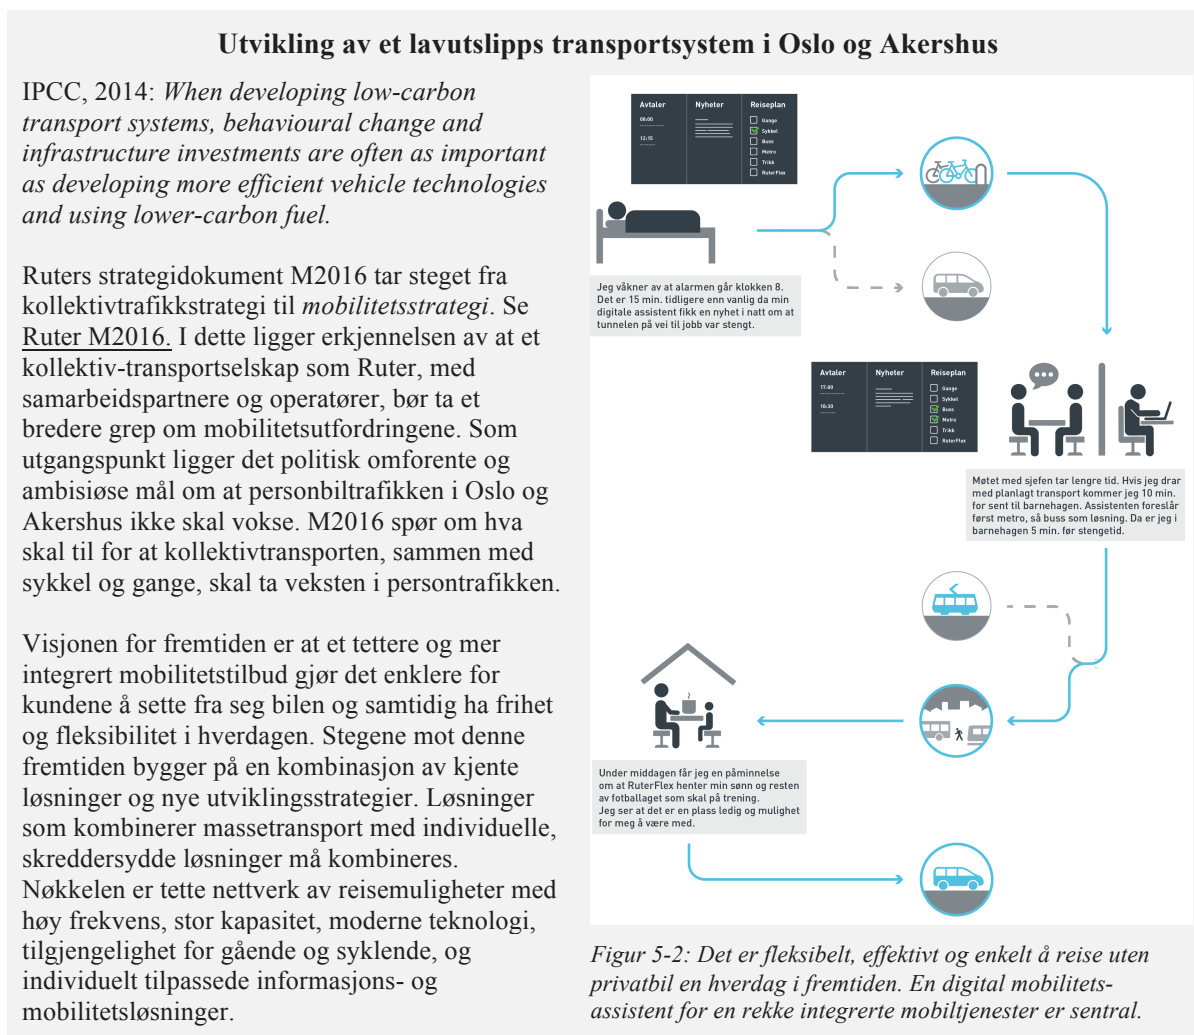 Utvikling av et lavutslipps transportsystem i Oslo og Akershus
IPCC, 2014: When developing low-carbon
transport systems, behavioural change and
infrastructure investments are often as important
as developing more efficient vehicle technologies
and using lower-carbon fuel.
Ruters strategidokument M2016 tar steget fra
kollektivtrafikkstrategi til mobilitetsstrategi. Se
Ruter M2016. I dette ligger erkjennelsen av at et
kollektiv-transportselskap som Ruter, med
samarbeidspartnere og operatører, bør ta et
bredere grep om mobilitetsutfordringene. Som
utgangspunkt ligger det politisk omforente og
ambisiøse mål om at personbiltrafikken i Oslo og
Akershus ikke skal vokse. M2016 spør om hva
skal til for at kollektivtransporten, sammen med
sykkel og gange, skal ta veksten i persontrafikken.
Visjonen for fremtiden er at et tettere og mer
integrert mobilitetstilbud gjør det enklere for
kundene å sette fra seg bilen og samtidig ha frihet
og fleksibilitet i hverdagen. Stegene mot denne
fremtiden bygger på en kombinasjon av kjente
løsninger og nye utviklingsstrategier. Løsninger
som kombinerer massetransport med individuelle,
skreddersydde løsninger må kombineres.
Nøkkelen er tette nettverk av reisemuligheter med
høy frekvens, stor kapasitet, moderne teknologi,
tilgjengelighet for gående og syklende, og
individuelt tilpassede informasjons- og
mobilitetsløsninger.
Avtaler
08:00
12:15
Nyheter
Reiseplan
Gange
Sykkel
Buss
Metro
Trikk
RuterFlex
Jeg våkner av at alarmen går klokken 8.
Det er 15 min. tidligere enn vanlig da min
digitale assistent fikk en nyhet i natt om at
tunnelen på vei til jobb var stengt.
Avtaler
17:00
18:30
Nyheter
Reiseplan
Gange
Sykkel
Buss
Metro
Trikk
RuterFlex
Møtet med sjefen tar lengre tid. Hvis jeg drar
med planlagt transport kommer jeg 10 min.
for sent til barnehagen. Assistenten foreslår
først metro, så buss som løsning. Da er jeg i
barnehagen 5 min. før stengetid.
Under middagen får jeg en påminnelse
om at RuterFlex henter min sønn og resten
av fotballaget som skal på trening.
Jeg ser at det er en plass ledig og mulighet
for meg å være med.
Figur 5-2: Det er fleksibelt, effektivt og enkelt å reise uten
privatbil en hverdag i fremtiden. En digital mobilitets-
assistent for en rekke integrerte mobiltjenester er sentral.